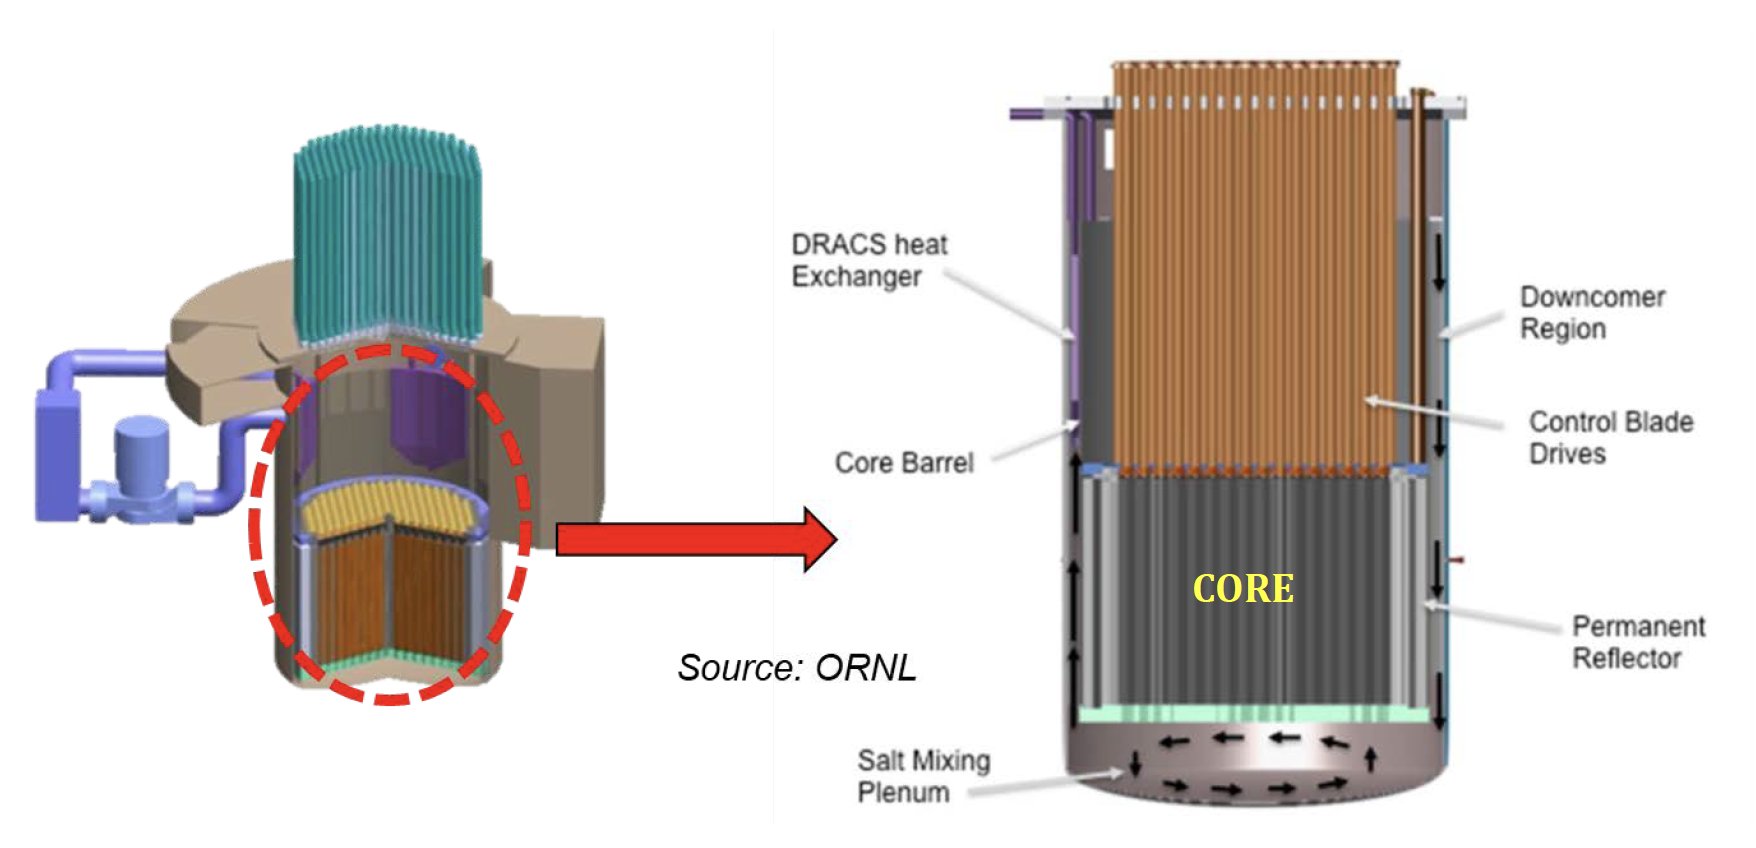 DRACS heat
Exchanger
Core Barrel
Source: ORNL
Salt Mixing
Plenum
CORE
Downcomer
Region
Control Blade
Drives
Permanent
Reflector